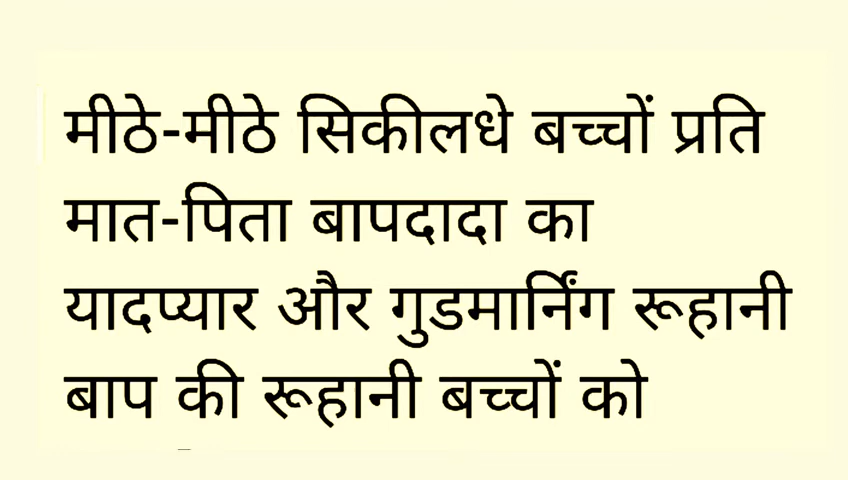 मीठे-मीठे सिकीलधे बच्चों प्रति
मात-पिता बापदादा का
यादप्यार और गुडमार्निंग रूहानी
बाप की रूहानी बच्चों को